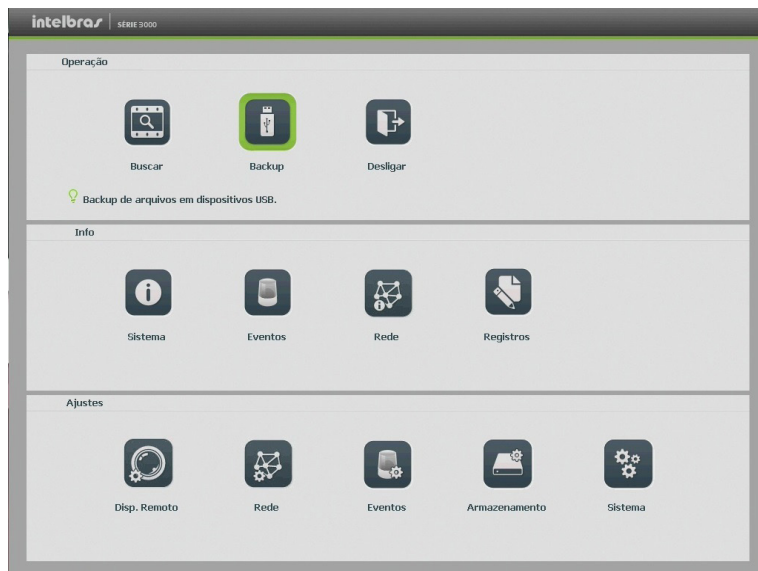 intelbras SÉRIE 3000
Operação
Buscar Backup Desligar
Backup de arquivos em dispositivos USB.
Info
Sistema Eventos Rede Registros
Ajustes
Disp. Remoto Rede Eventos Armazenamento Sistema